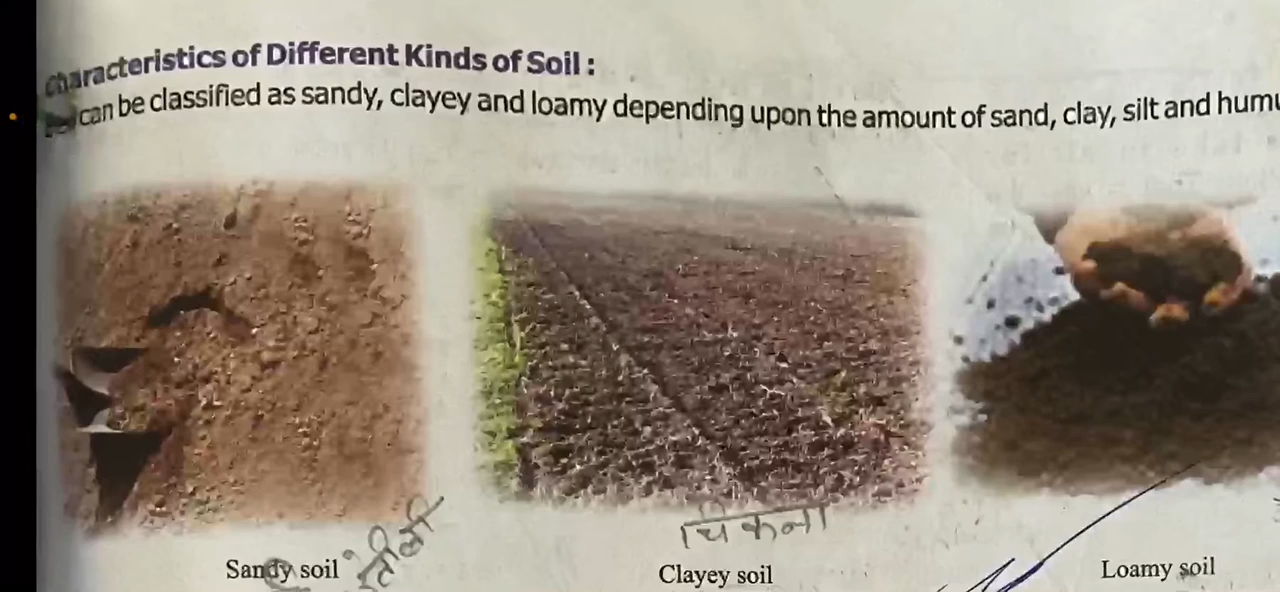 Characteristics of Different Kinds of Soil :
can be classified as sandy, clayey and loamy depending upon the amount of sand, clay, silt and humu
Sandy soil रेतीली
चिकना
Clayey soil
Loamy soil